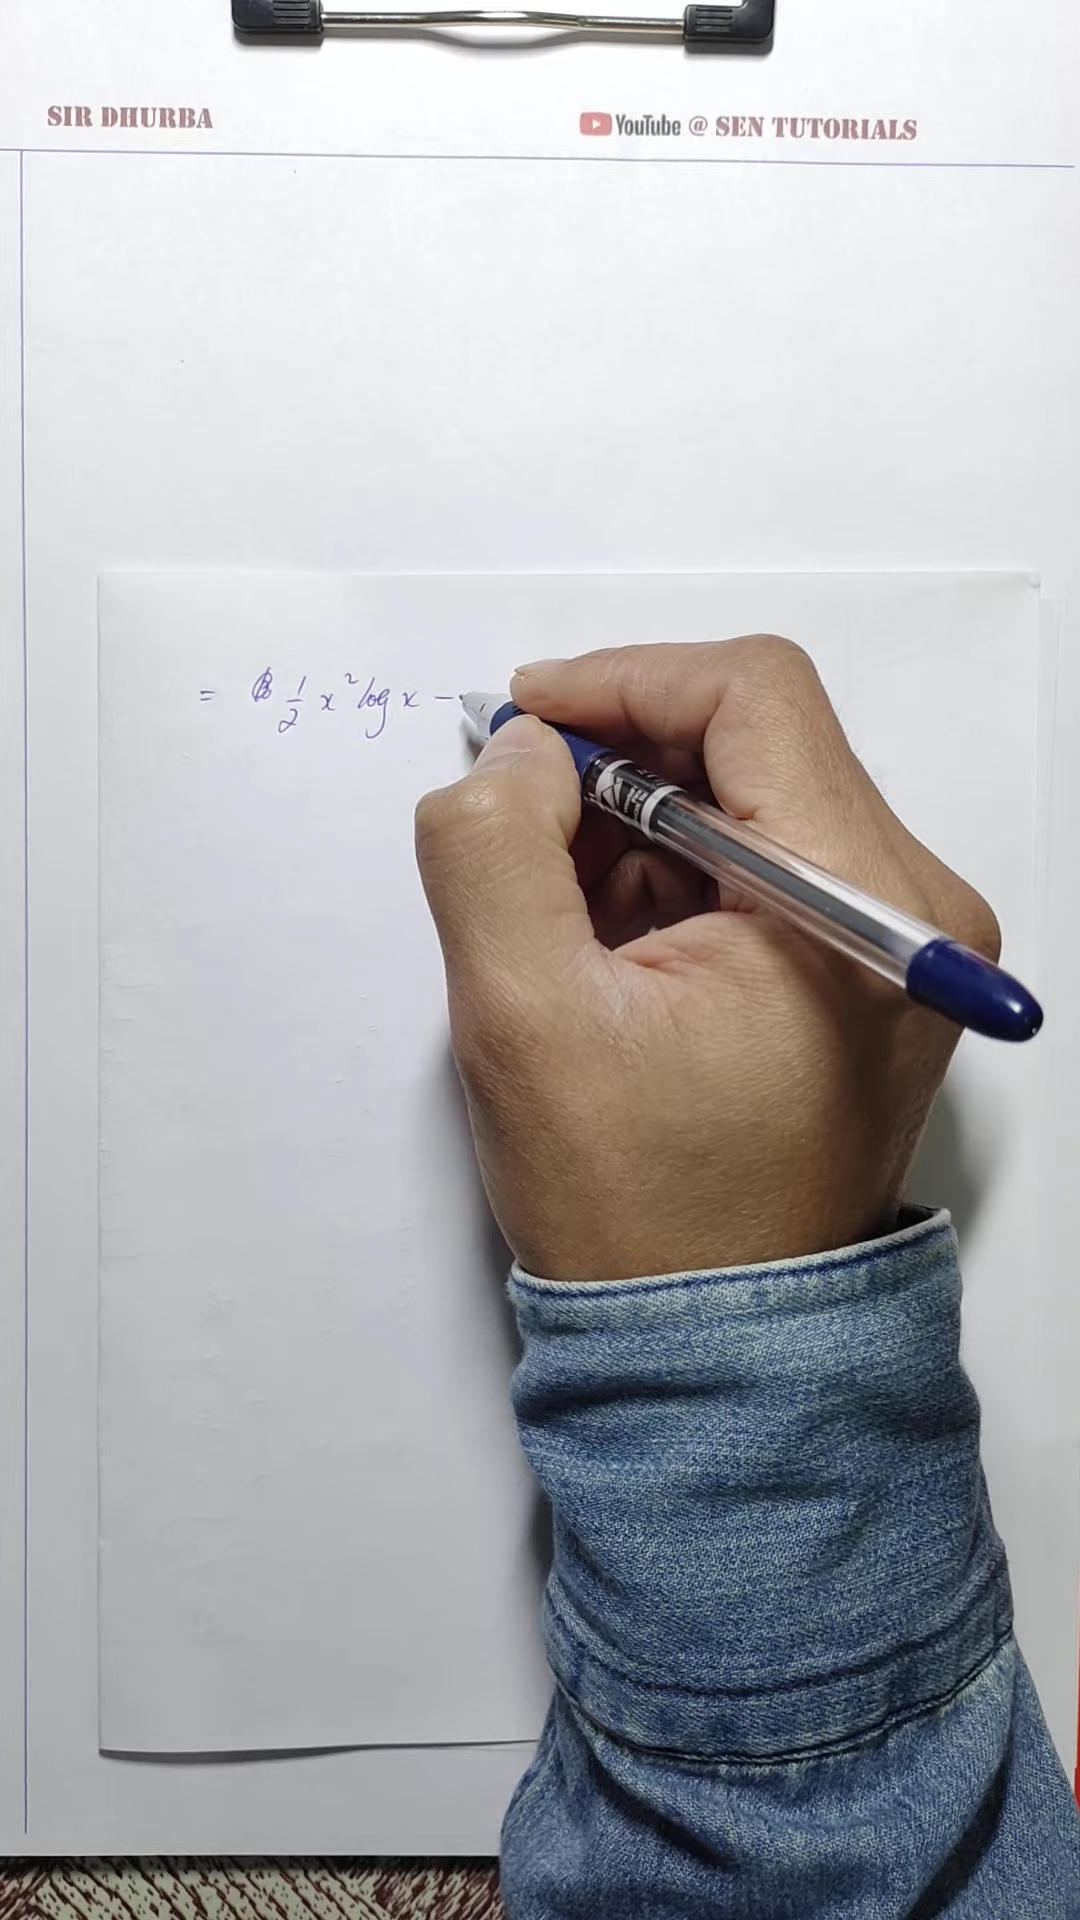 SIR DHURBA
YouTube @ SEN TUTORIALS
= 1/2 x² log x -